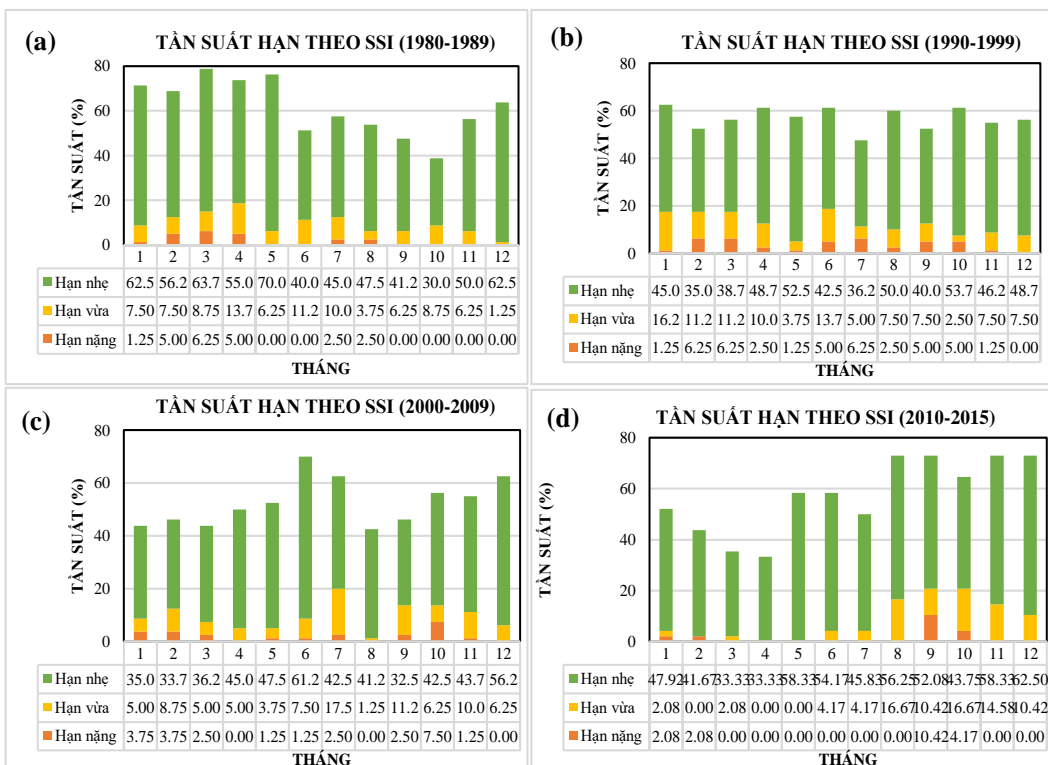 (a)
TẦN SUẤT HẠN THEO SSI (1980-1989)
TẦN SUẤT (%)
80
60
40
20
0
1 2 3 4 5 6 7 8 9 10 11 12
Hạn nhẹ 62.5 56.2 63.7 55.0 70.0 40.0 45.0 47.5 41.2 30.0 50.0 62.5
Hạn vừa 7.50 7.50 8.75 13.7 6.25 11.2 10.0 3.75 6.25 8.75 6.25 1.25
Hạn nặng 1.25 5.00 6.25 5.00 0.00 0.00 2.50 2.50 0.00 0.00 0.00 0.00
THÁNG
(b)
TẦN SUẤT HẠN THEO SSI (1990-1999)
TẦN SUẤT (%)
80
60
40
20
0
1 2 3 4 5 6 7 8 9 10 11 12
Hạn nhẹ 45.0 35.0 38.7 48.7 52.5 42.5 36.2 50.0 40.0 53.7 46.2 48.7
Hạn vừa 16.2 11.2 11.2 10.0 3.75 13.7 5.00 7.50 7.50 2.50 7.50 7.50
Hạn nặng 1.25 6.25 6.25 2.50 1.25 5.00 6.25 2.50 5.00 5.00 1.25 0.00
THÁNG
(c)
TẦN SUẤT HẠN THEO SSI (2000-2009)
TẦN SUẤT (%)
80
60
40
20
0
1 2 3 4 5 6 7 8 9 10 11 12
Hạn nhẹ 35.0 33.7 36.2 45.0 47.5 61.2 42.5 41.2 32.5 42.5 43.7 56.2
Hạn vừa 5.00 8.75 5.00 5.00 3.75 7.50 17.5 1.25 11.2 6.25 10.0 6.25
Hạn nặng 3.75 3.75 2.50 0.00 1.25 1.25 2.50 0.00 2.50 7.50 1.25 0.00
THÁNG
(d)
TẦN SUẤT HẠN THEO SSI (2010-2015)
TẦN SUẤT (%)
80
60
40
20
0
1 2 3 4 5 6 7 8 9 10 11 12
Hạn nhẹ 47.92 41.67 33.33 33.33 58.33 54.17 45.83 56.25 52.08 43.75 58.33 62.50
Hạn vừa 2.08 0.00 2.08 0.00 0.00 4.17 4.17 16.67 10.42 16.67 14.58 10.42
Hạn nặng 2.08 2.08 0.00 0.00 0.00 0.00 0.00 0.00 10.42 4.17 0.00 0.00
THÁNG